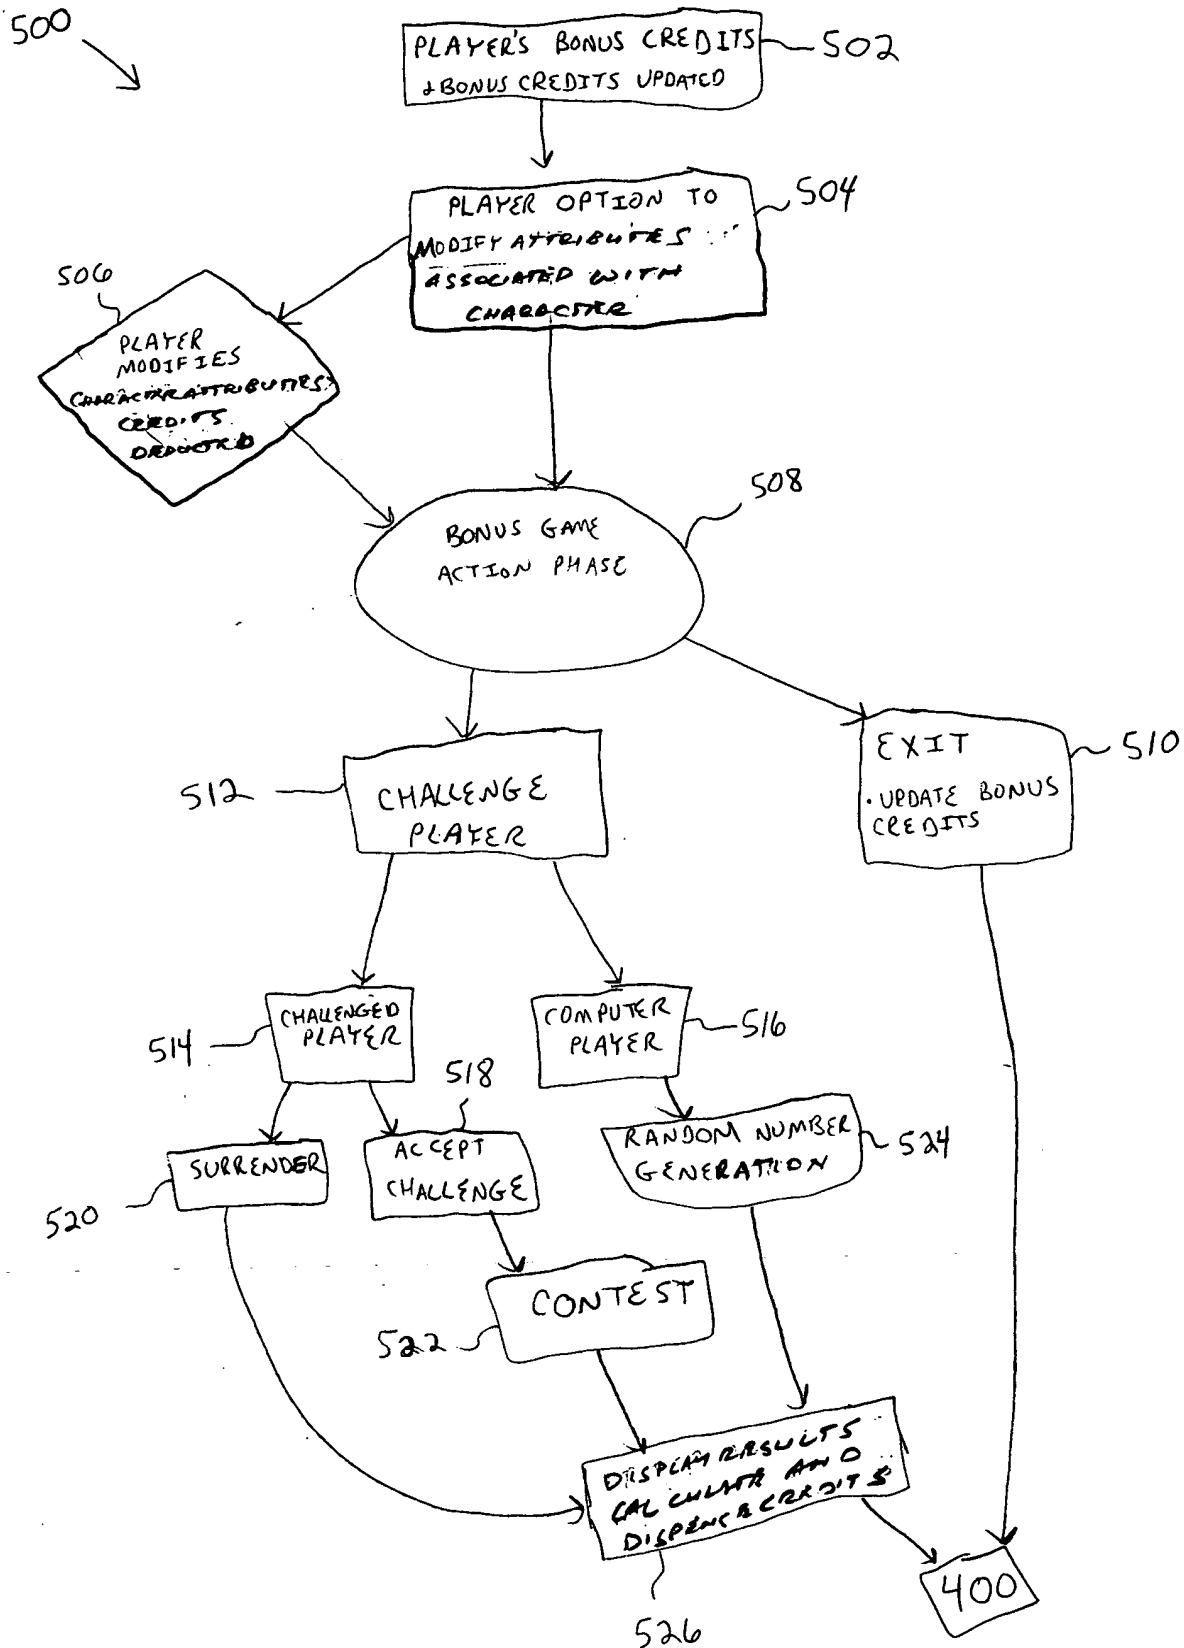 500
PLAYER'S BONUS CREDITS
& BONUS CREDITS UPDATED
502
PLAYER OPTION TO
MODIFY ATTRIBUTES
ASSOCIATED WITH
CHARACTER
504
506
PLAYER
MODIFIES
CHARACTER ATTRIBUTES
CREDITS
DEDUCTED
BONUS GAME
ACTION PHASE
508
EXIT
• UPDATE BONUS
CREDITS
510
512
CHALLENGE
PLAYER
514
CHALLENGED
PLAYER
COMPUTER
PLAYER
516
518
SURRENDER
520
ACCEPT
CHALLENGE
RANDOM NUMBER
GENERATION
524
CONTEST
522
DISPLAY RESULTS
CALCULATE AND
DISPENSE CREDITS
526
400